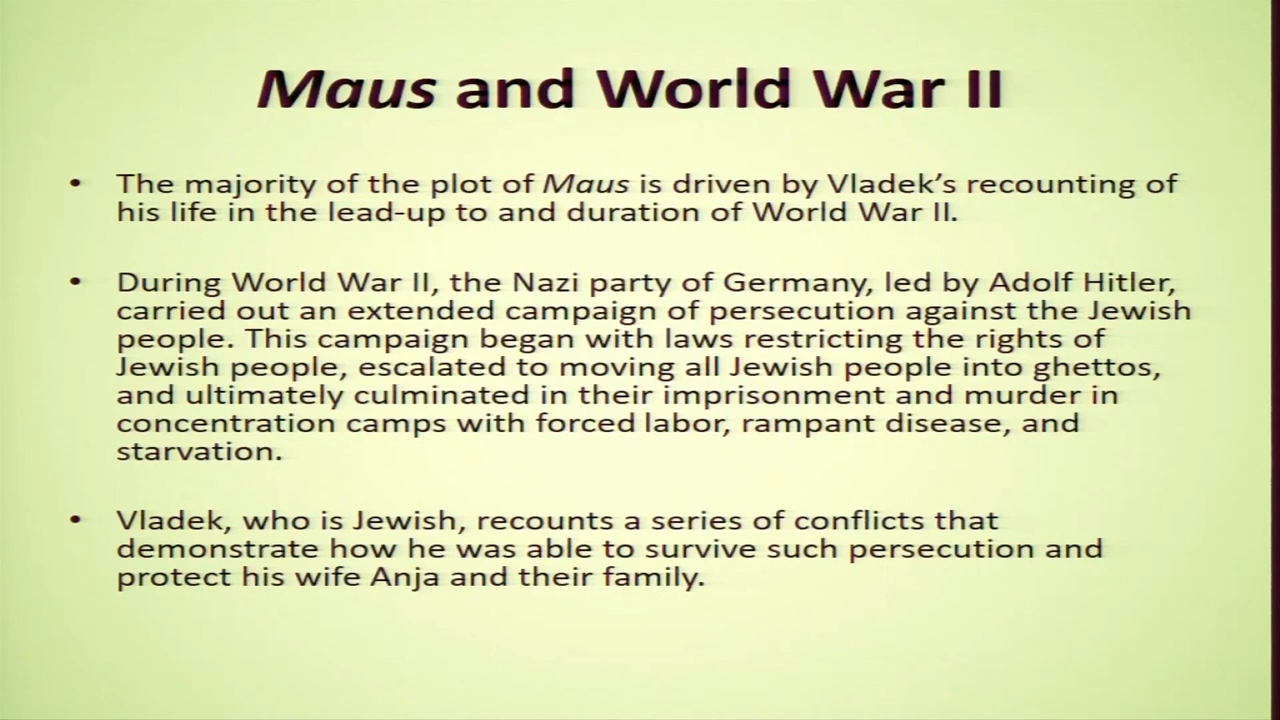 Maus and World War II
• The majority of the plot of Maus is driven by Vladek’s recounting of
his life in the lead-up to and duration of World War II.
• During World War II, the Nazi party of Germany, led by Adolf Hitler,
carried out an extended campaign of persecution against the Jewish
people. This campaign began with laws restricting the rights of
Jewish people, escalated to moving all Jewish people into ghettos,
and ultimately culminated in their imprisonment and murder in
concentration camps with forced labor, rampant disease, and
starvation.
• Vladek, who is Jewish, recounts a series of conflicts that
demonstrate how he was able to survive such persecution and
protect his wife Anja and their family.